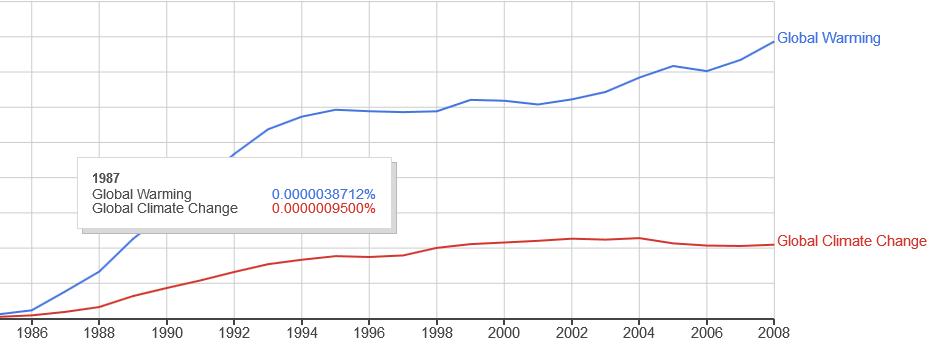 Global Warming
1987
Global Warming 0.0000038712%
Global Climate Change 0.0000009500%
Global Climate Change
1986 1988 1990 1992 1994 1996 1998 2000 2002 2004 2006 2008